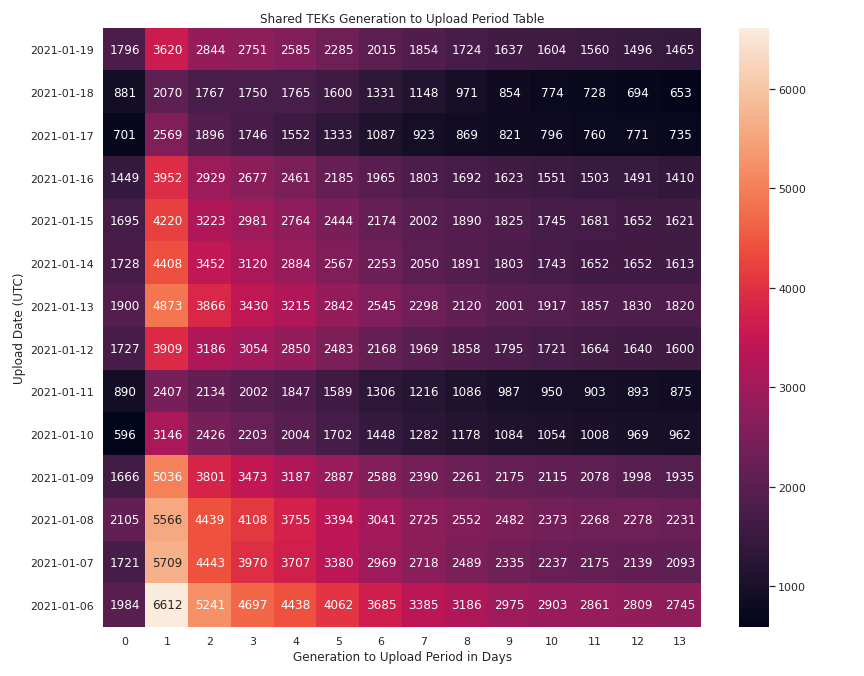 Shared TEKs Generation to Upload Period Table
Upload Date (UTC)
2021-01-19 1796 3620 2844 2751 2585 2285 2015 1854 1724 1637 1604 1560 1496 1465
2021-01-18 881 2070 1767 1750 1765 1600 1331 1148 971 854 774 728 694 653
2021-01-17 701 2569 1896 1746 1552 1333 1087 923 869 821 796 760 771 735
2021-01-16 1449 3952 2929 2677 2461 2185 1965 1803 1692 1623 1551 1503 1491 1410
2021-01-15 1695 4220 3223 2981 2764 2444 2174 2002 1890 1825 1745 1681 1652 1621
2021-01-14 1728 4408 3452 3120 2884 2567 2253 2050 1891 1803 1743 1652 1652 1613
2021-01-13 1900 4873 3866 3430 3215 2842 2545 2298 2120 2001 1917 1857 1830 1820
2021-01-12 1727 3909 3186 3054 2850 2483 2168 1969 1858 1795 1721 1664 1640 1600
2021-01-11 890 2407 2134 2002 1847 1589 1306 1216 1086 987 950 903 893 875
2021-01-10 596 3146 2426 2203 2004 1702 1448 1282 1178 1084 1054 1008 969 962
2021-01-09 1666 5036 3801 3473 3187 2887 2588 2390 2261 2175 2115 2078 1998 1935
2021-01-08 2105 5566 4439 4108 3755 3394 3041 2725 2552 2482 2373 2268 2278 2231
2021-01-07 1721 5709 4443 3970 3707 3380 2969 2718 2489 2335 2237 2175 2139 2093
2021-01-06 1984 6612 5241 4697 4438 4062 3685 3385 3186 2975 2903 2861 2809 2745
0 1 2 3 4 5 6 7 8 9 10 11 12 13
Generation to Upload Period in Days
6000
5000
4000
3000
2000
1000